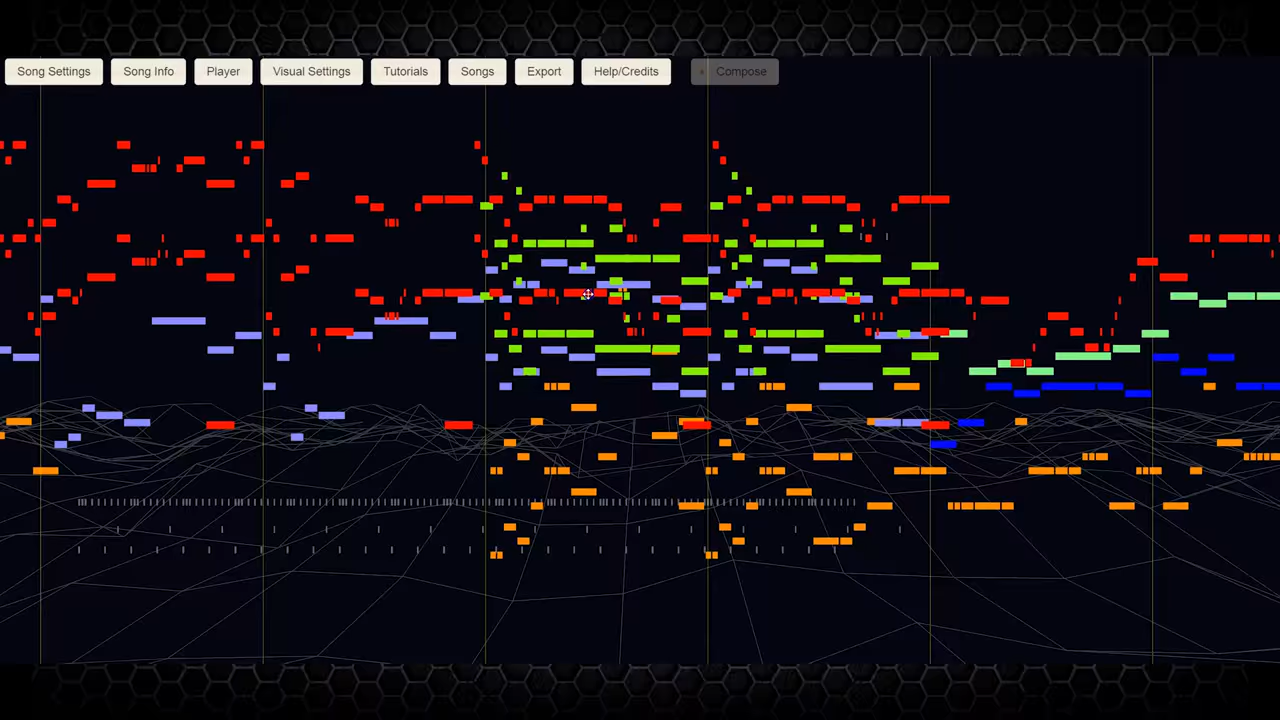 Song Settings
Song Info
Player
Visual Settings
Tutorials
Songs
Export
Help/Credits
Compose